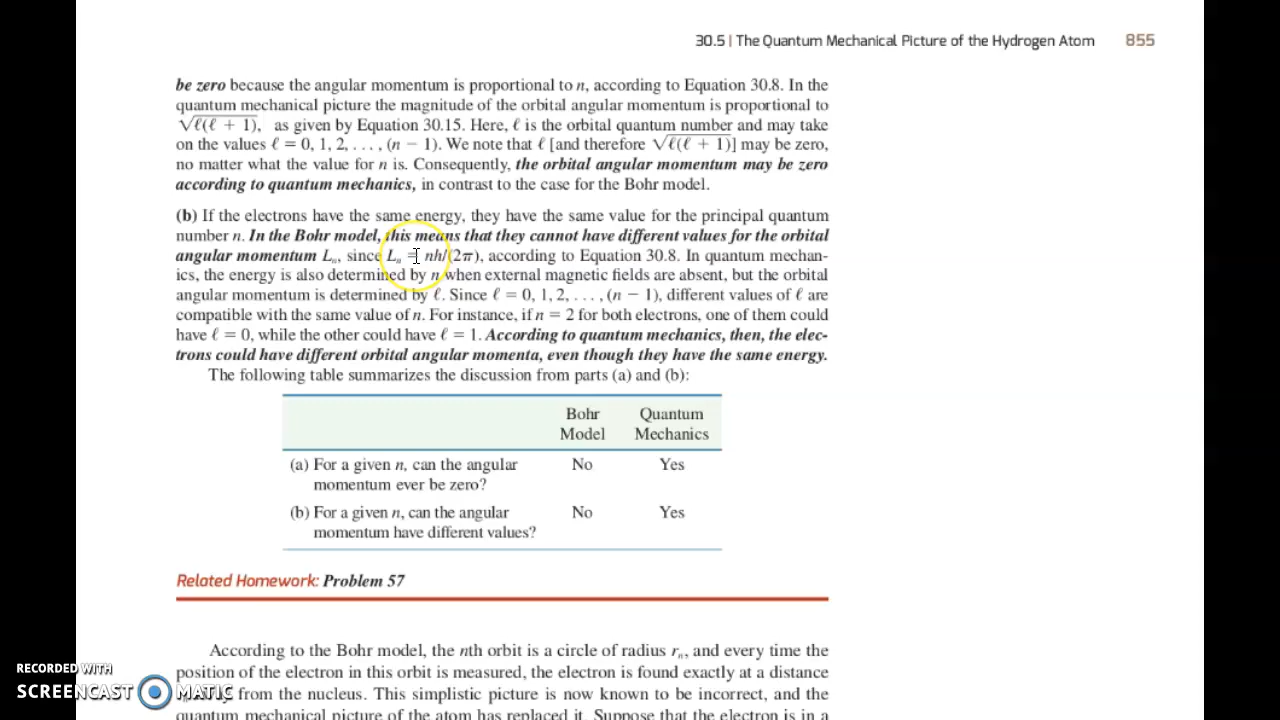 30.5 | The Quantum Mechanical Picture of the Hydrogen Atom 855
be zero because the angular momentum is proportional to n, according to Equation 30.8. In the
quantum mechanical picture the magnitude of the orbital angular momentum is proportional to
√ℓ(ℓ + 1), as given by Equation 30.15. Here, ℓ is the orbital quantum number and may take
on the values ℓ = 0, 1, 2, . . . , (n − 1). We note that ℓ [and therefore √ℓ(ℓ + 1)] may be zero,
no matter what the value for n is. Consequently, the orbital angular momentum may be zero
according to quantum mechanics, in contrast to the case for the Bohr model.
(b) If the electrons have the same energy, they have the same value for the principal quantum
number n. In the Bohr model, this means that they cannot have different values for the orbital
angular momentum Lₙ, since Lₙ = nh/(2π), according to Equation 30.8. In quantum mechan-
ics, the energy is also determined by n when external magnetic fields are absent, but the orbital
angular momentum is determined by ℓ. Since ℓ = 0, 1, 2, . . . , (n − 1), different values of ℓ are
compatible with the same value of n. For instance, if n = 2 for both electrons, one of them could
have ℓ = 0, while the other could have ℓ = 1. According to quantum mechanics, then, the elec-
trons could have different orbital angular momenta, even though they have the same energy.
The following table summarizes the discussion from parts (a) and (b):
Bohr Quantum
Model Mechanics
(a) For a given n, can the angular No Yes
momentum ever be zero?
(b) For a given n, can the angular No Yes
momentum have different values?
Related Homework: Problem 57
According to the Bohr model, the nth orbit is a circle of radius rₙ, and every time the
position of the electron in this orbit is measured, the electron is found exactly at a distance
from the nucleus. This simplistic picture is now known to be incorrect, and the
quantum mechanical picture of the atom has replaced it. Suppose that the electron is in a
RECORDED WITH
SCREENCAST MATIC